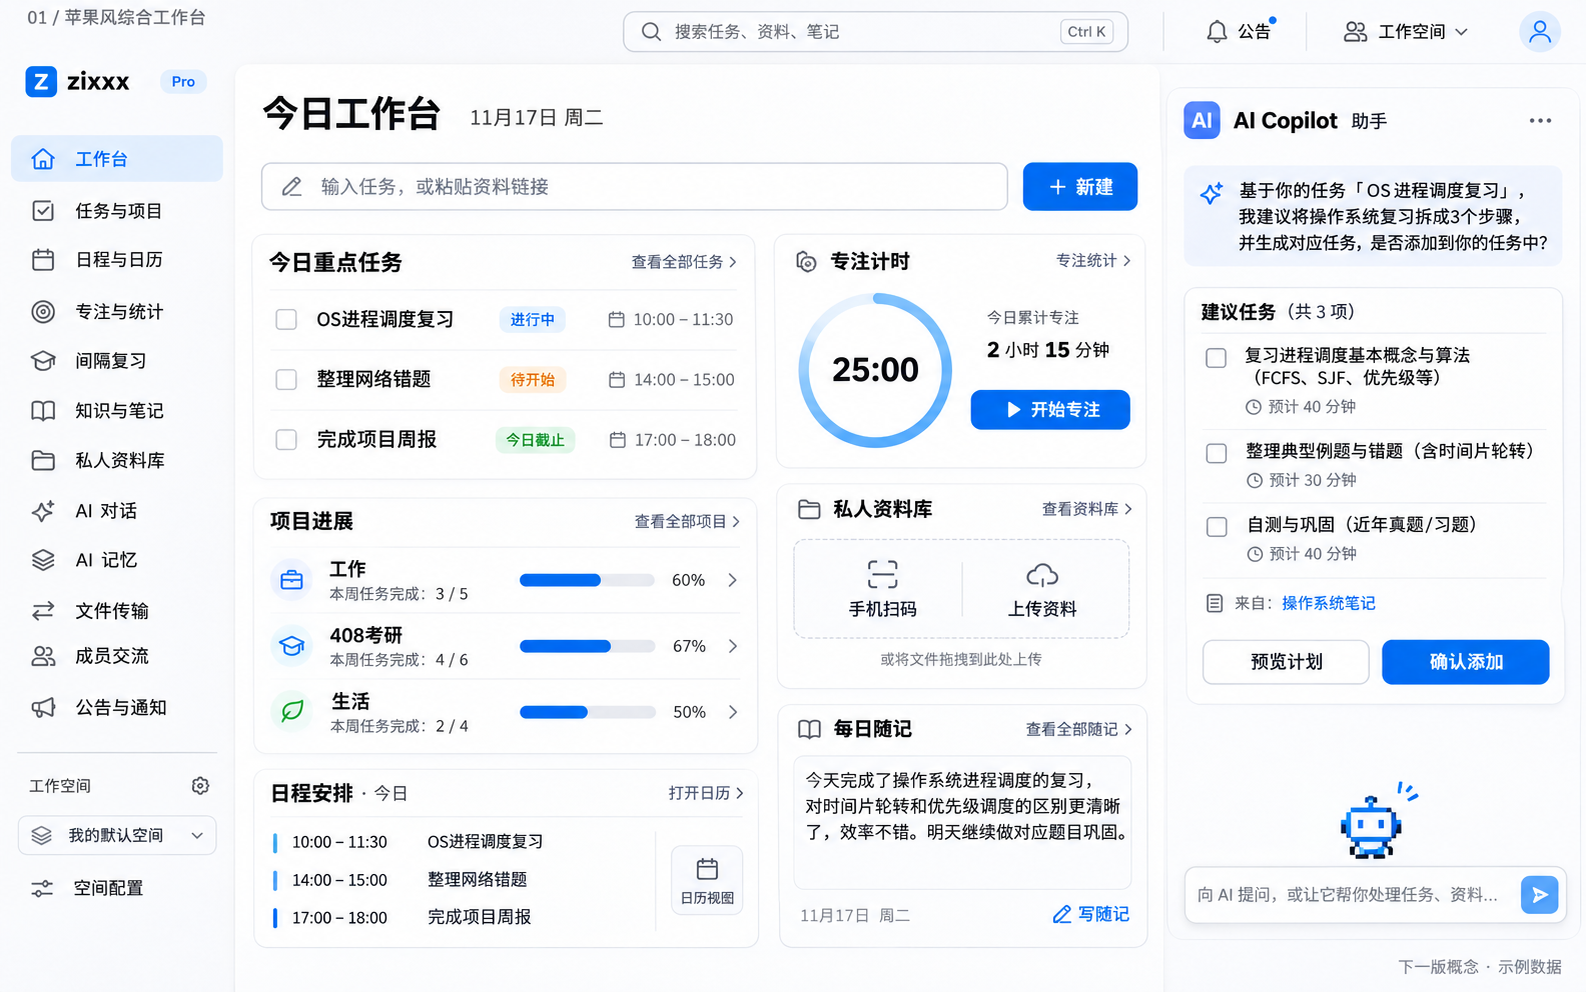 01 / 苹果风综合工作台
搜索任务、资料、笔记
Ctrl K
公告
工作空间
Z
zixxx
Pro
工作台
任务与项目
日程与日历
专注与统计
间隔复习
知识与笔记
私人资料库
AI 对话
AI 记忆
文件传输
成员交流
公告与通知
工作空间
我的默认空间
空间配置
今日工作台
11月17日 周二
输入任务，或粘贴资料链接
新建
今日重点任务
查看全部任务
OS进程调度复习
进行中
10:00 – 11:30
整理网络错题
待开始
14:00 – 15:00
完成项目周报
今日截止
17:00 – 18:00
项目进展
查看全部项目
工作
本周任务完成：3 / 5
60%
408考研
本周任务完成：4 / 6
67%
生活
本周任务完成：2 / 4
50%
日程安排 · 今日
打开日历
10:00 – 11:30
OS进程调度复习
14:00 – 15:00
整理网络错题
17:00 – 18:00
完成项目周报
日历视图
专注计时
专注统计
25:00
今日累计专注
2 小时 15 分钟
开始专注
私人资料库
查看资料库
手机扫码
上传资料
或将文件拖拽到此处上传
每日随记
查看全部随记
今天完成了操作系统进程调度的复习，
对时间片轮转和优先级调度的区别更清晰
了，效率不错。明天继续做对应题目巩固。
11月17日 周二
写随记
AI
AI Copilot 助手
基于你的任务「OS进程调度复习」，
我建议将操作系统复习拆成3个步骤，
并生成对应任务，是否添加到你的任务中?
建议任务（共 3 项）
复习进程调度基本概念与算法
（FCFS、SJF、优先级等）
预计 40 分钟
整理典型例题与错题（含时间片轮转）
预计 30 分钟
自测与巩固（近年真题/习题）
预计 40 分钟
来自：操作系统笔记
预览计划
确认添加
向 AI 提问，或让它帮你处理任务、资料...
下一版概念 · 示例数据